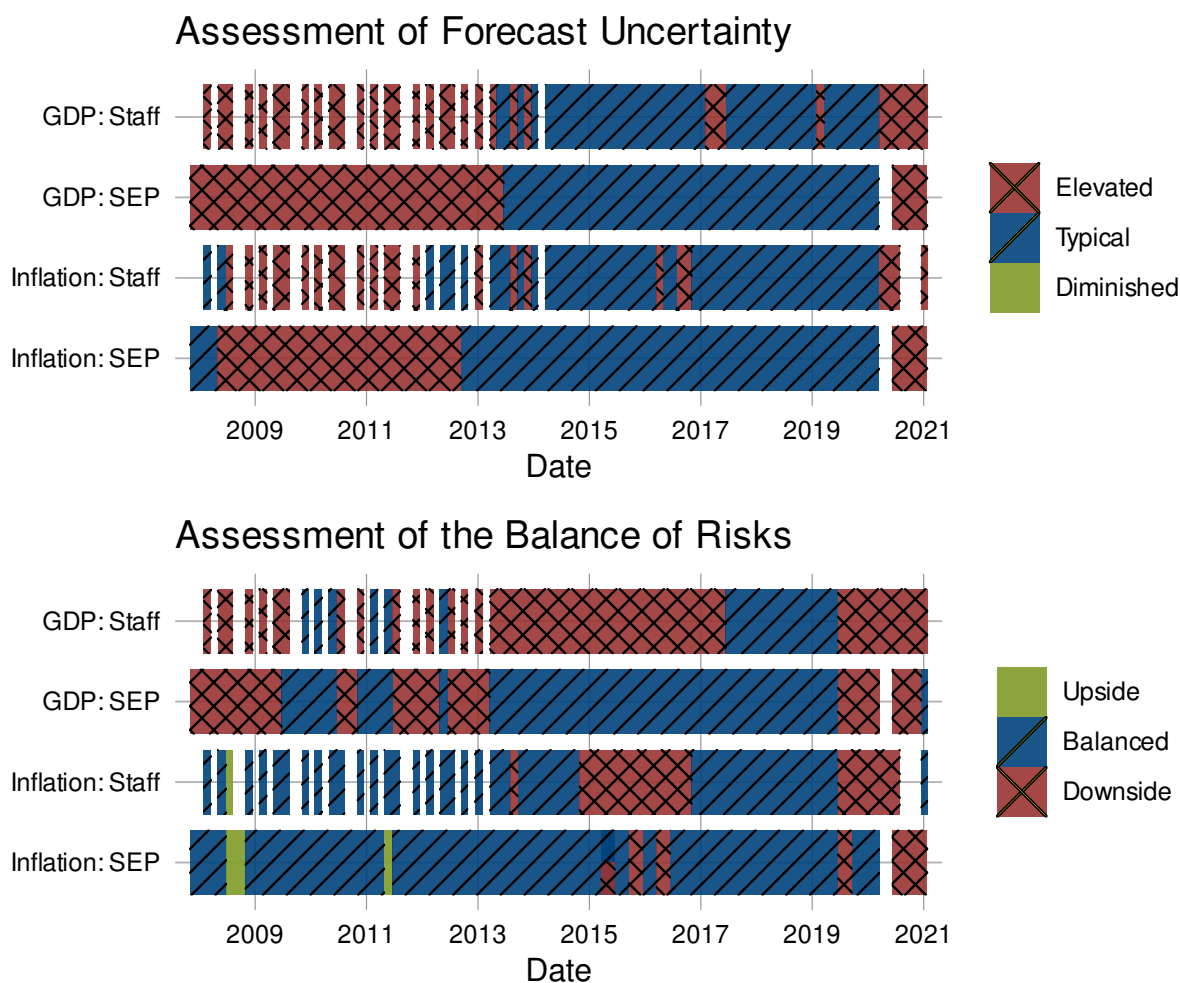 Assessment of Forecast Uncertainty
GDP: Staff
GDP: SEP
Inflation: Staff
Inflation: SEP
2009 2011 2013 2015 2017 2019 2021
Date
Elevated
Typical
Diminished
Assessment of the Balance of Risks
GDP: Staff
GDP: SEP
Inflation: Staff
Inflation: SEP
2009 2011 2013 2015 2017 2019 2021
Date
Upside
Balanced
Downside